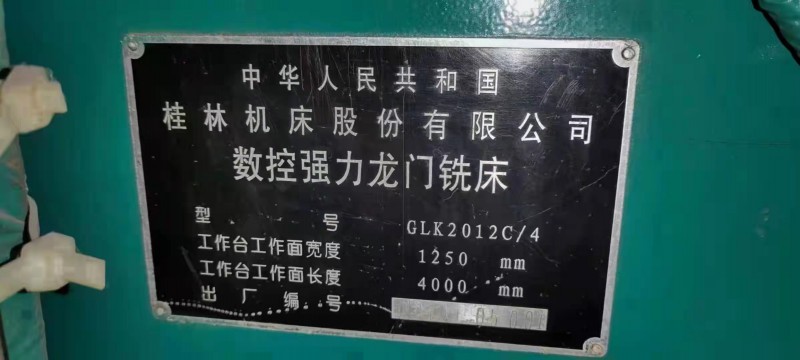 中华人民共和国
桂林机床股份有限公司
数控强力龙门铣床
型 号 GLK2012C/4
工作台工作面宽度 1250 mm
工作台工作面长度 4000 mm
出厂编号